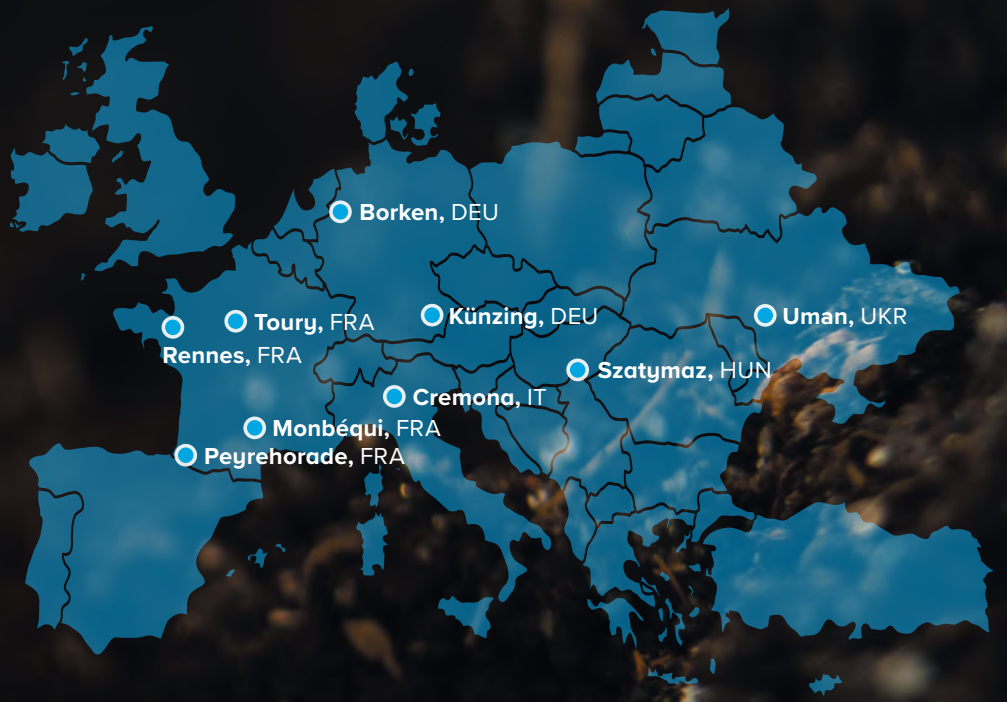 Borken, DEU
Künzing, DEU
Uman, UKR
Toury, FRA
Rennes, FRA
Szatymaz, HUN
Cremona, IT
Monbéqui, FRA
Peyrehorade, FRA